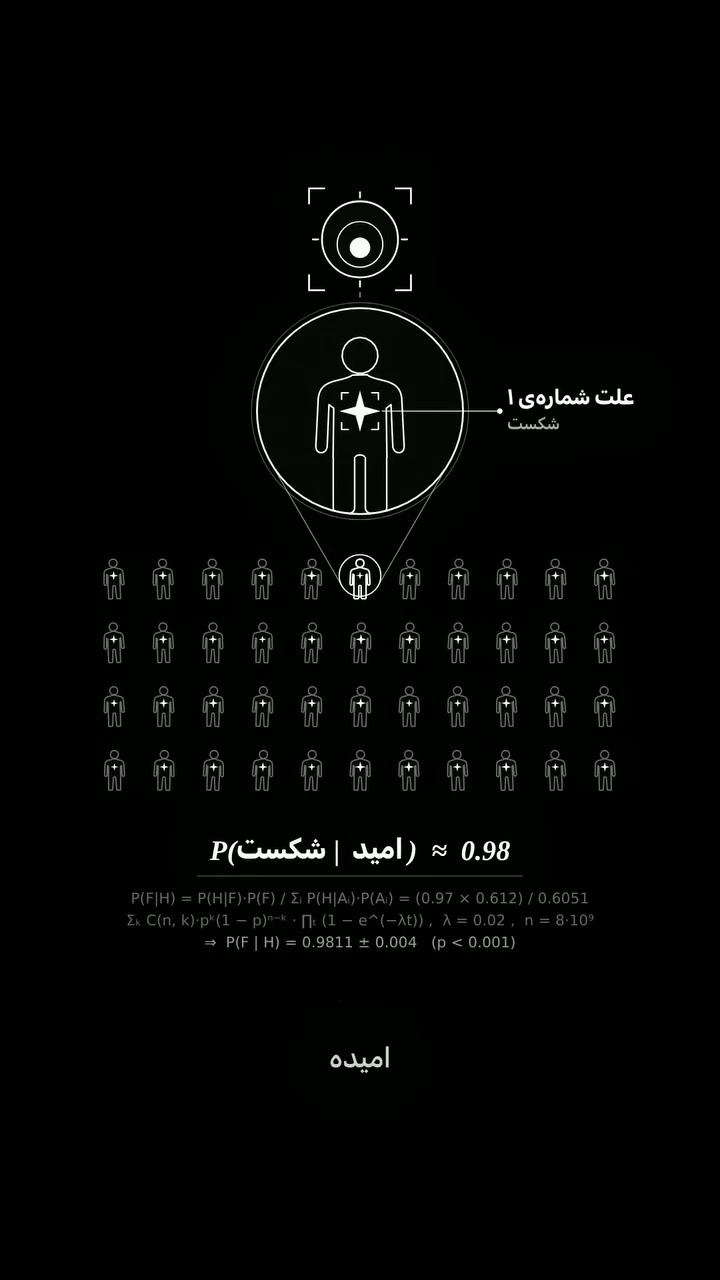 علت شماره‌ی ۱
شکست
P(شکست | امید) ≈ 0.98
P(F|H) = P(H|F)·P(F) / Σᵢ P(H|Aᵢ)·P(Aᵢ) = (0.97 × 0.612) / 0.6051
Σₖ C(n, k)·pᵏ(1 − p)ⁿ⁻ᵏ · ∏ₜ (1 − e^(−λt)) ,  λ = 0.02 ,  n = 8·10⁹
⇒  P(F | H) = 0.9811 ± 0.004   (p < 0.001)
امیده